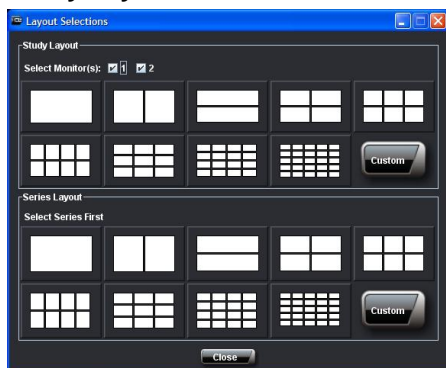 Layout Selections
Study Layout
Select Monitor(s): 1 2
Custom
Series Layout
Select Series First
Custom
Close